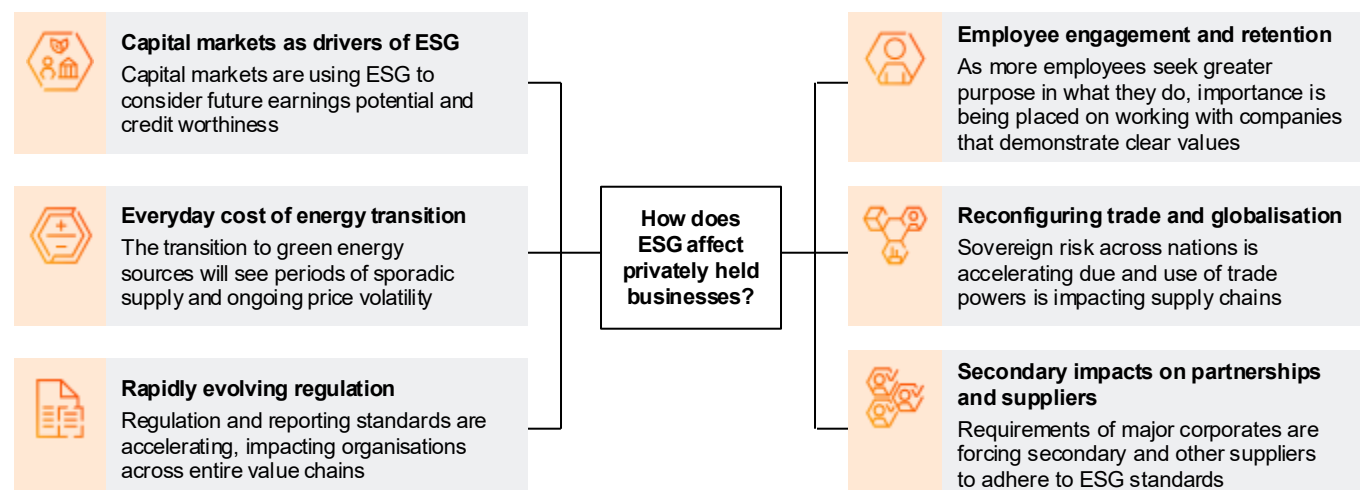 Capital markets as drivers of ESG
Capital markets are using ESG to
consider future earnings potential and
credit worthiness
Everyday cost of energy transition
The transition to green energy
sources will see periods of sporadic
supply and ongoing price volatility
Rapidly evolving regulation
Regulation and reporting standards are
accelerating, impacting organisations
across entire value chains
How does
ESG affect
privately held
businesses?
Employee engagement and retention
As more employees seek greater
purpose in what they do, importance is
being placed on working with companies
that demonstrate clear values
Reconfiguring trade and globalisation
Sovereign risk across nations is
accelerating due and use of trade
powers is impacting supply chains
Secondary impacts on partnerships
and suppliers
Requirements of major corporates are
forcing secondary and other suppliers
to adhere to ESG standards